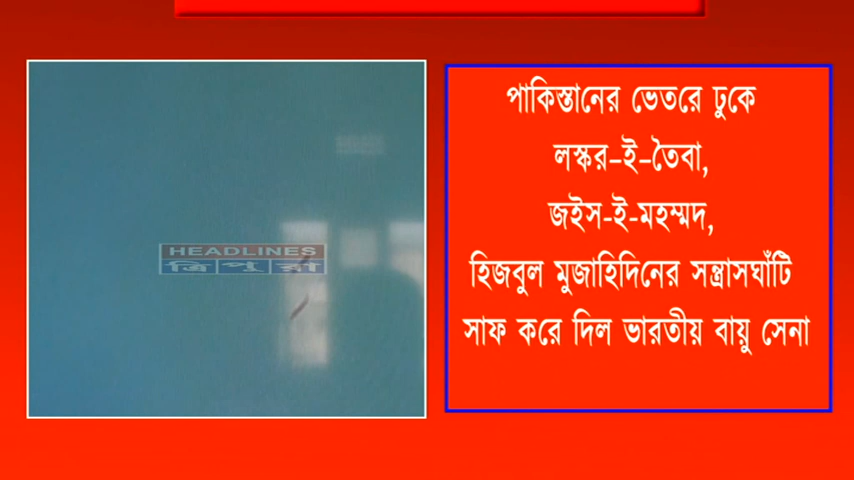 HEADLINES
ত্রিপুরা
পাকিস্তানের ভেতরে ঢুকে
লস্কর-ই-তৈবা,
জইস-ই-মহম্মদ,
হিজবুল মুজাহিদিনের সন্ত্রাসঘাঁটি
সাফ করে দিল ভারতীয় বায়ু সেনা